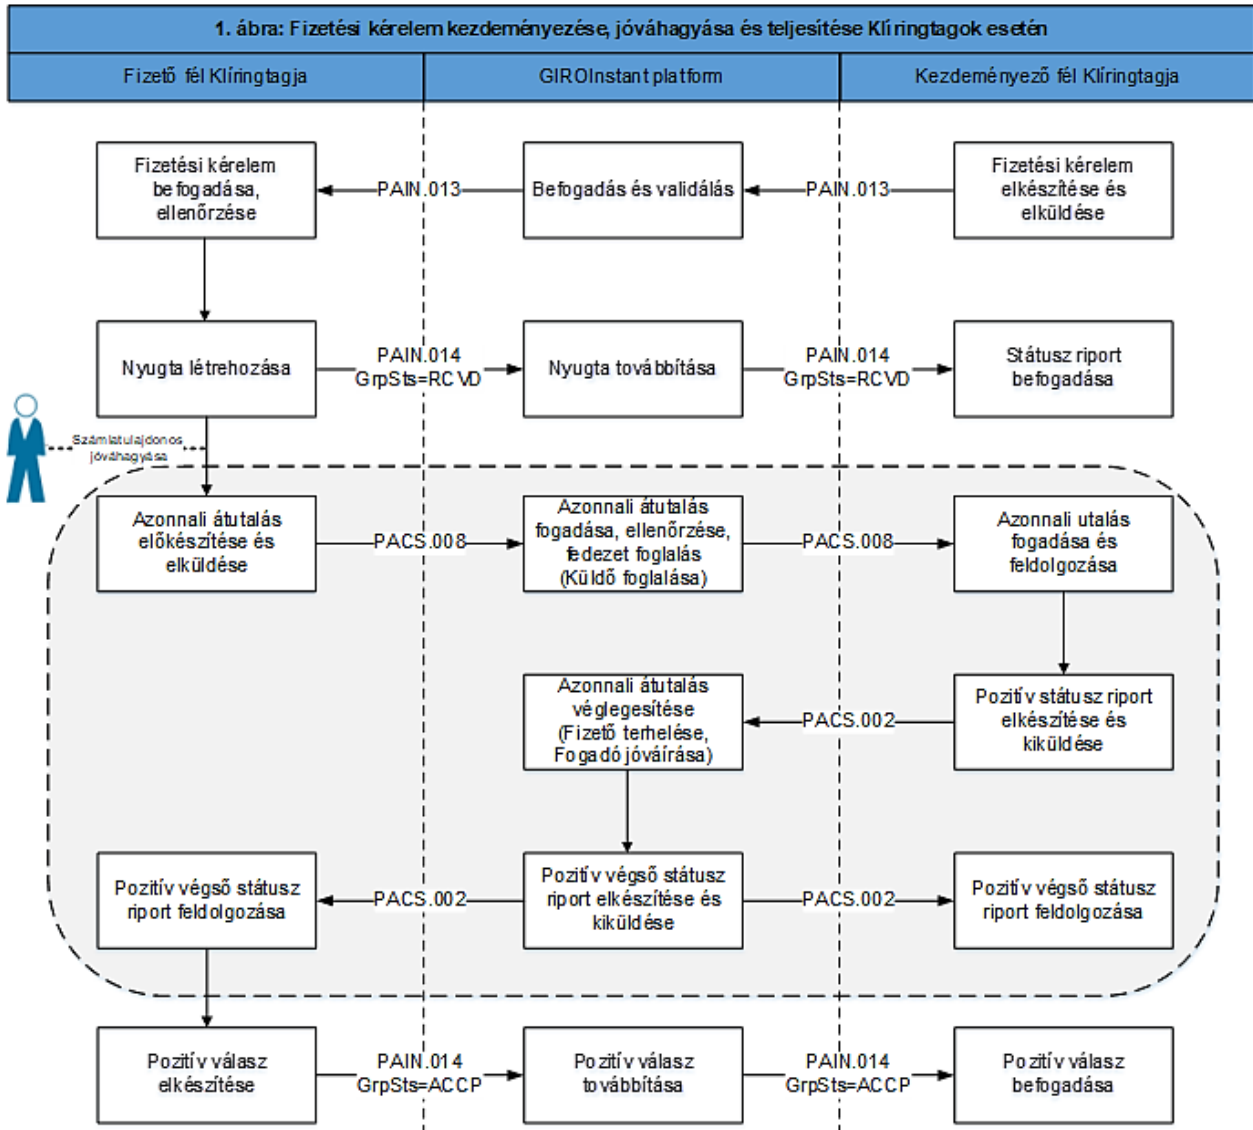 1. ábra: Fizetési kérelem kezdeményezése, jóváhagyása és teljesítése Klíringtagok esetén
Fizető fél Klíringtagja
GIROInstant platform
Kezdeményező fél Klíringtagja
Fizetési kérelem
befogadása,
ellenőrzése
PAIN.013
Befogadás és validálás
PAIN.013
Fizetési kérelem
elkészítése és
elküldése
Nyugta létrehozása
PAIN.014
GrpSts=RCVD
Nyugta továbbítása
PAIN.014
GrpSts=RCVD
Státusz riport
befogadása
Számlatulajdonos
jóváhagyása
Azonnali átutalás
előkészítése és
elküldése
PACS.008
Azonnali átutalás
fogadása, ellenőrzése,
fedezet foglalás
(Küldő foglalása)
PACS.008
Azonnali utalás
fogadása és
feldolgozása
Azonnali átutalás
véglegesítése
(Fizető terhelése,
Fogadó jóváírása)
PACS.002
Pozitív státusz riport
elkészítése és
kiküldése
Pozitív végső státusz
riport feldolgozása
PACS.002
Pozitív végső státusz
riport elkészítése és
kiküldése
PACS.002
Pozitív végső státusz
riport feldolgozása
Pozitív válasz
elkészítése
PAIN.014
GrpSts=ACCP
Pozitív válasz
továbbítása
PAIN.014
GrpSts=ACCP
Pozitív válasz
befogadása